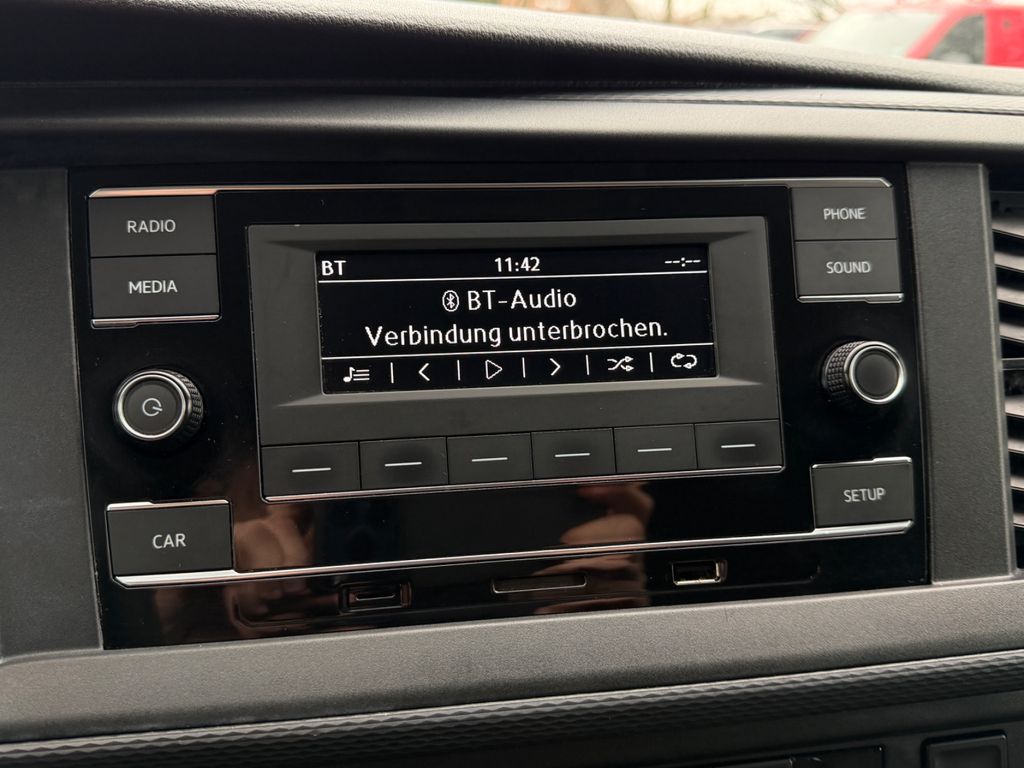 RADIO
MEDIA
BT 11:42 --:--
BT-Audio
Verbindung unterbrochen.
PHONE
SOUND
CAR
SETUP